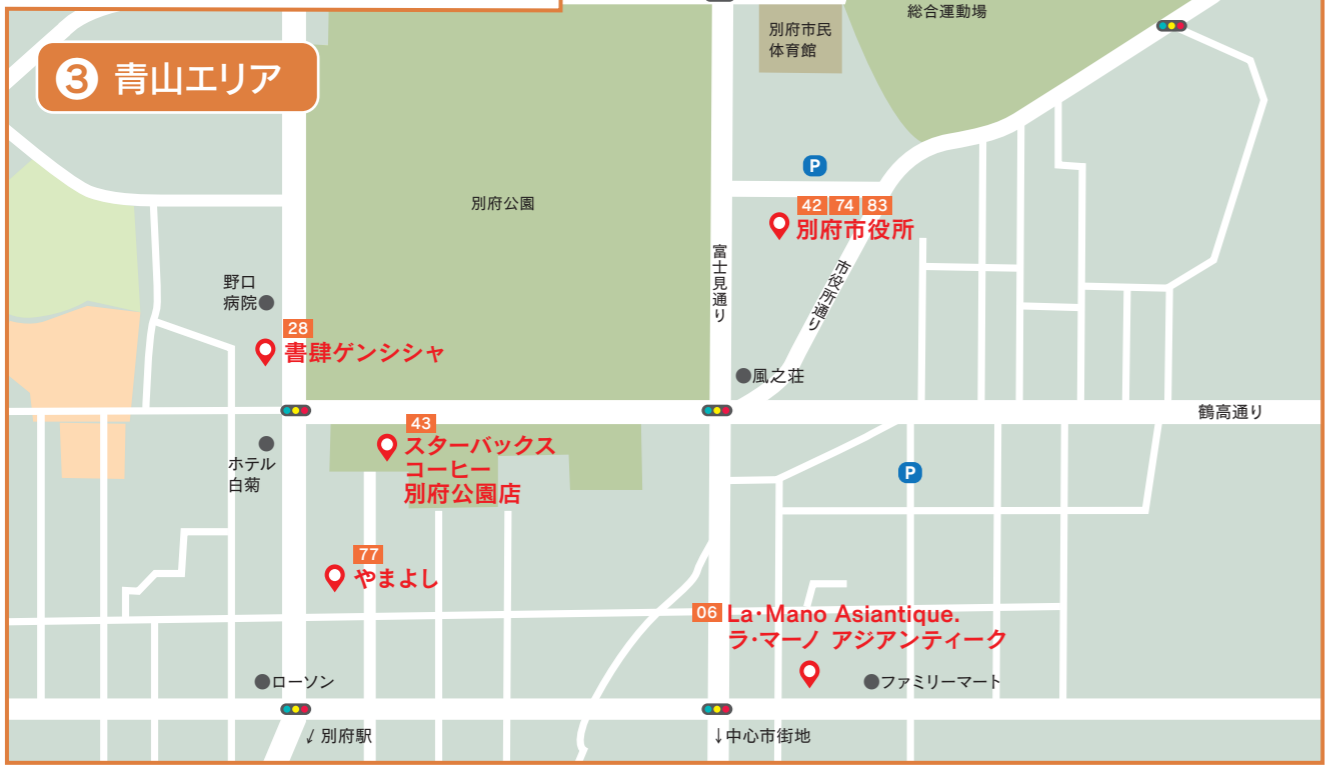 総合運動場
別府市民
体育館
3 青山エリア
P
別府公園
42 74 83
別府市役所
富士見通り
市役所通り
野口
病院
28
書肆ゲンシシャ
風之荘
鶴高通り
43
スターバックス
コーヒー
別府公園店
ホテル
白菊
P
77
やまよし
06 La・Mano Asiantique.
ラ・マーノ アジアンティーク
ローソン
ファミリーマート
↙ 別府駅
↓中心市街地